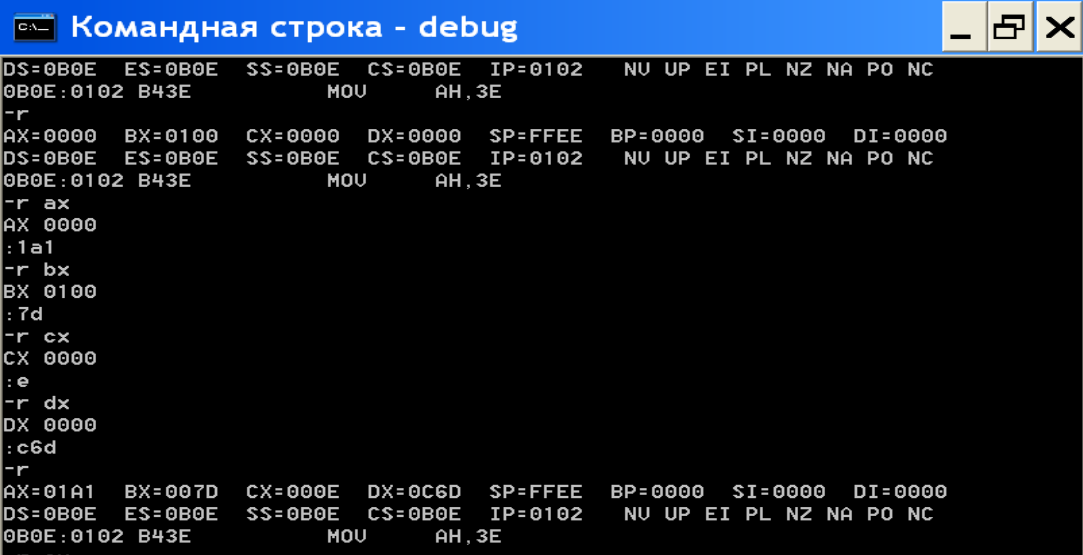 C:\_ Командная строка - debug
DS=0B0E ES=0B0E SS=0B0E CS=0B0E IP=0102 NV UP EI PL NZ NA PO NC
0B0E:0102 B43E MOV AH,3E
-r
AX=0000 BX=0100 CX=0000 DX=0000 SP=FFEE BP=0000 SI=0000 DI=0000
DS=0B0E ES=0B0E SS=0B0E CS=0B0E IP=0102 NV UP EI PL NZ NA PO NC
0B0E:0102 B43E MOV AH,3E
-r ax
AX 0000
:1a1
-r bx
BX 0100
:7d
-r cx
CX 0000
:e
-r dx
DX 0000
:c6d
-r
AX=01A1 BX=007D CX=000E DX=0C6D SP=FFEE BP=0000 SI=0000 DI=0000
DS=0B0E ES=0B0E SS=0B0E CS=0B0E IP=0102 NV UP EI PL NZ NA PO NC
0B0E:0102 B43E MOV AH,3E